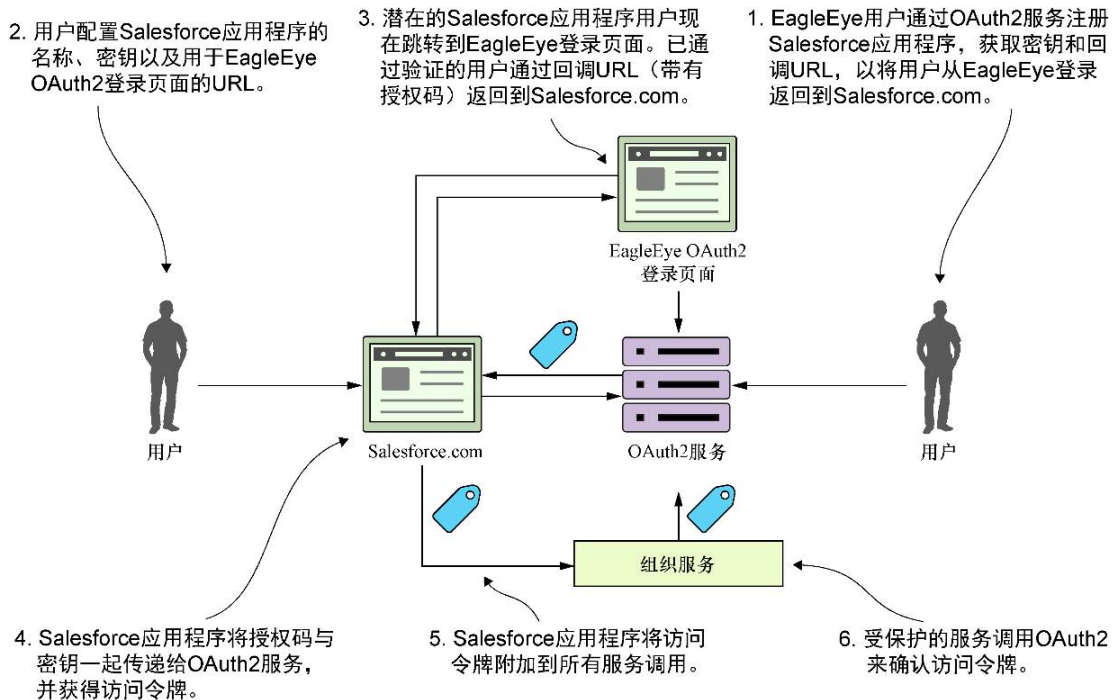 1. EagleEye用户通过OAuth2服务注册
Salesforce应用程序，获取密钥和回
调URL，以将用户从EagleEye登录
返回到Salesforce.com。
2. 用户配置Salesforce应用程序的
名称、密钥以及用于EagleEye
OAuth2登录页面的URL。
3. 潜在的Salesforce应用程序用户现
在跳转到EagleEye登录页面。已通
过验证的用户通过回调URL（带有
授权码）返回到Salesforce.com。
EagleEye OAuth2
登录页面
用户
Salesforce.com
OAuth2服务
用户
组织服务
4. Salesforce应用程序将授权码与
密钥一起传递给OAuth2服务，
并获得访问令牌。
5. Salesforce应用程序将访问
令牌附加到所有服务调用。
6. 受保护的服务调用OAuth2
来确认访问令牌。